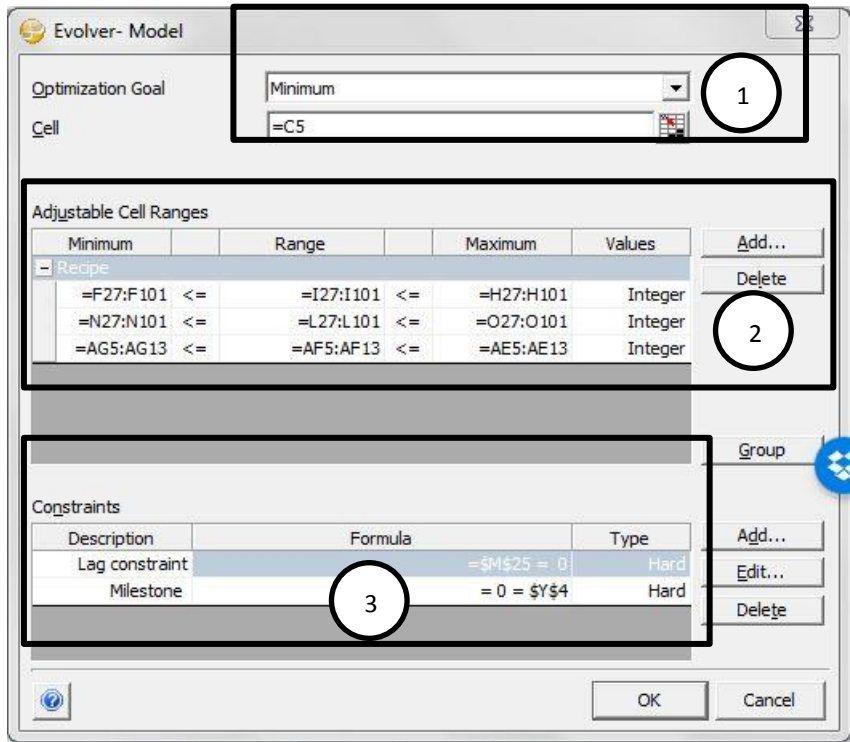 Evolver- Model
Optimization Goal Minimum
1
Cell =C5
Adjustable Cell Ranges
Minimum Range Maximum Values Add...
Recipe
Delete
=F27:F101 <= =I27:I101 <= =H27:H101 Integer
=N27:N101 <= =L27:L101 <= =O27:O101 Integer
2
=AG5:AG13 <= =AF5:AF13 <= =AE5:AE13 Integer
Group
Constraints
Description Formula Type Add...
Lag constraint =$M$25 = 0 Hard Edit...
Milestone = 0 = $Y$4 Hard
3
Delete
OK Cancel